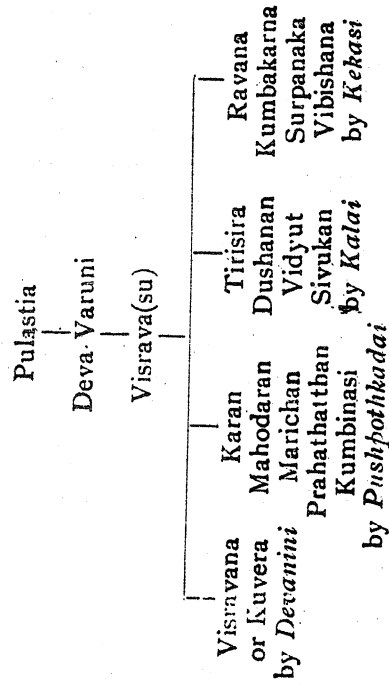 Pulastia
Deva-Varuni
Visrava(su)
Visravana
or Kuvera
by Devanini
Karan
Mahodaran
Marichan
Prahathattban
Kumbinasi
by Pushpothkadai
Tirisira
Dushanan
Vidyut
Sivukan
by Kalai
Ravana
Kumbakarna
Surpanaka
Vibishana
by Kekasi